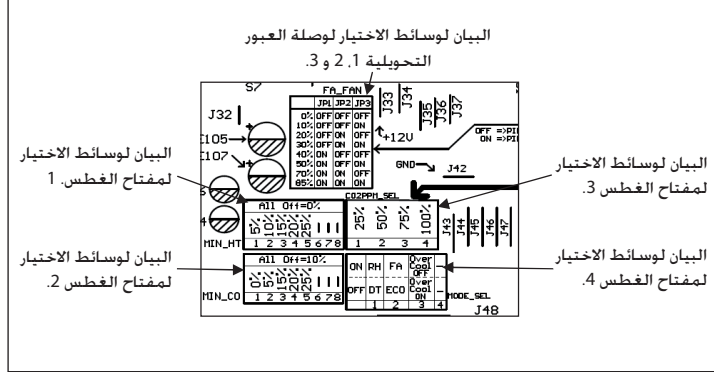 البيان لوسائط الاختيار لوصلة العبور
التحويلية 1, 2 و 3.
S7
FA_FAN
JP1 JP2 JP3
0% OFF OFF OFF
10% OFF OFF ON
20% OFF ON OFF
30% OFF ON ON
40% ON OFF OFF
50% ON OFF ON
70% ON ON OFF
85% ON ON ON
J33
J34
J35
J36
J37
J32
+12V
OFF =>PI
ON =>PI
E105
E107
GND
J42
البيان لوسائط الاختيار
لمفتاح الغطس. 1
البيان لوسائط الاختيار
لمفتاح الغطس 3.
CO2PPM_SEL
All Off=0%
5% 10% 15% 20% 25%
MIN_HT 1 2 3 4 5 6 7 8
25% 50% 75% 100%
1 2 3 4
J43
J44
J45
J46
J47
4
البيان لوسائط الاختيار
لمفتاح الغطس 2.
البيان لوسائط الاختيار
لمفتاح الغطس 4.
All Off=10%
0% 5% 15% 20% 25%
MIN_CO 1 2 3 4 5 6 7 8
ON RH FA Over Cool OFF –
OFF DT ECO Over Cool ON –
1 2 3 4
MODE_SEL
J48